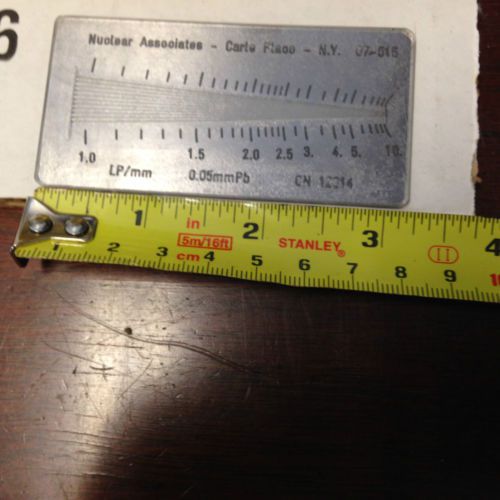 6
Nuclear Associates - Carle Place - N.Y. 07-515
1.0 1.5 2.0 2.5 3. 4. 5. 10.
LP/mm 0.05mmPb CN 12314
1 in 2 3 4
5m/16ft STANLEY® II
cm 2 3 4 5 6 7 8 9 10